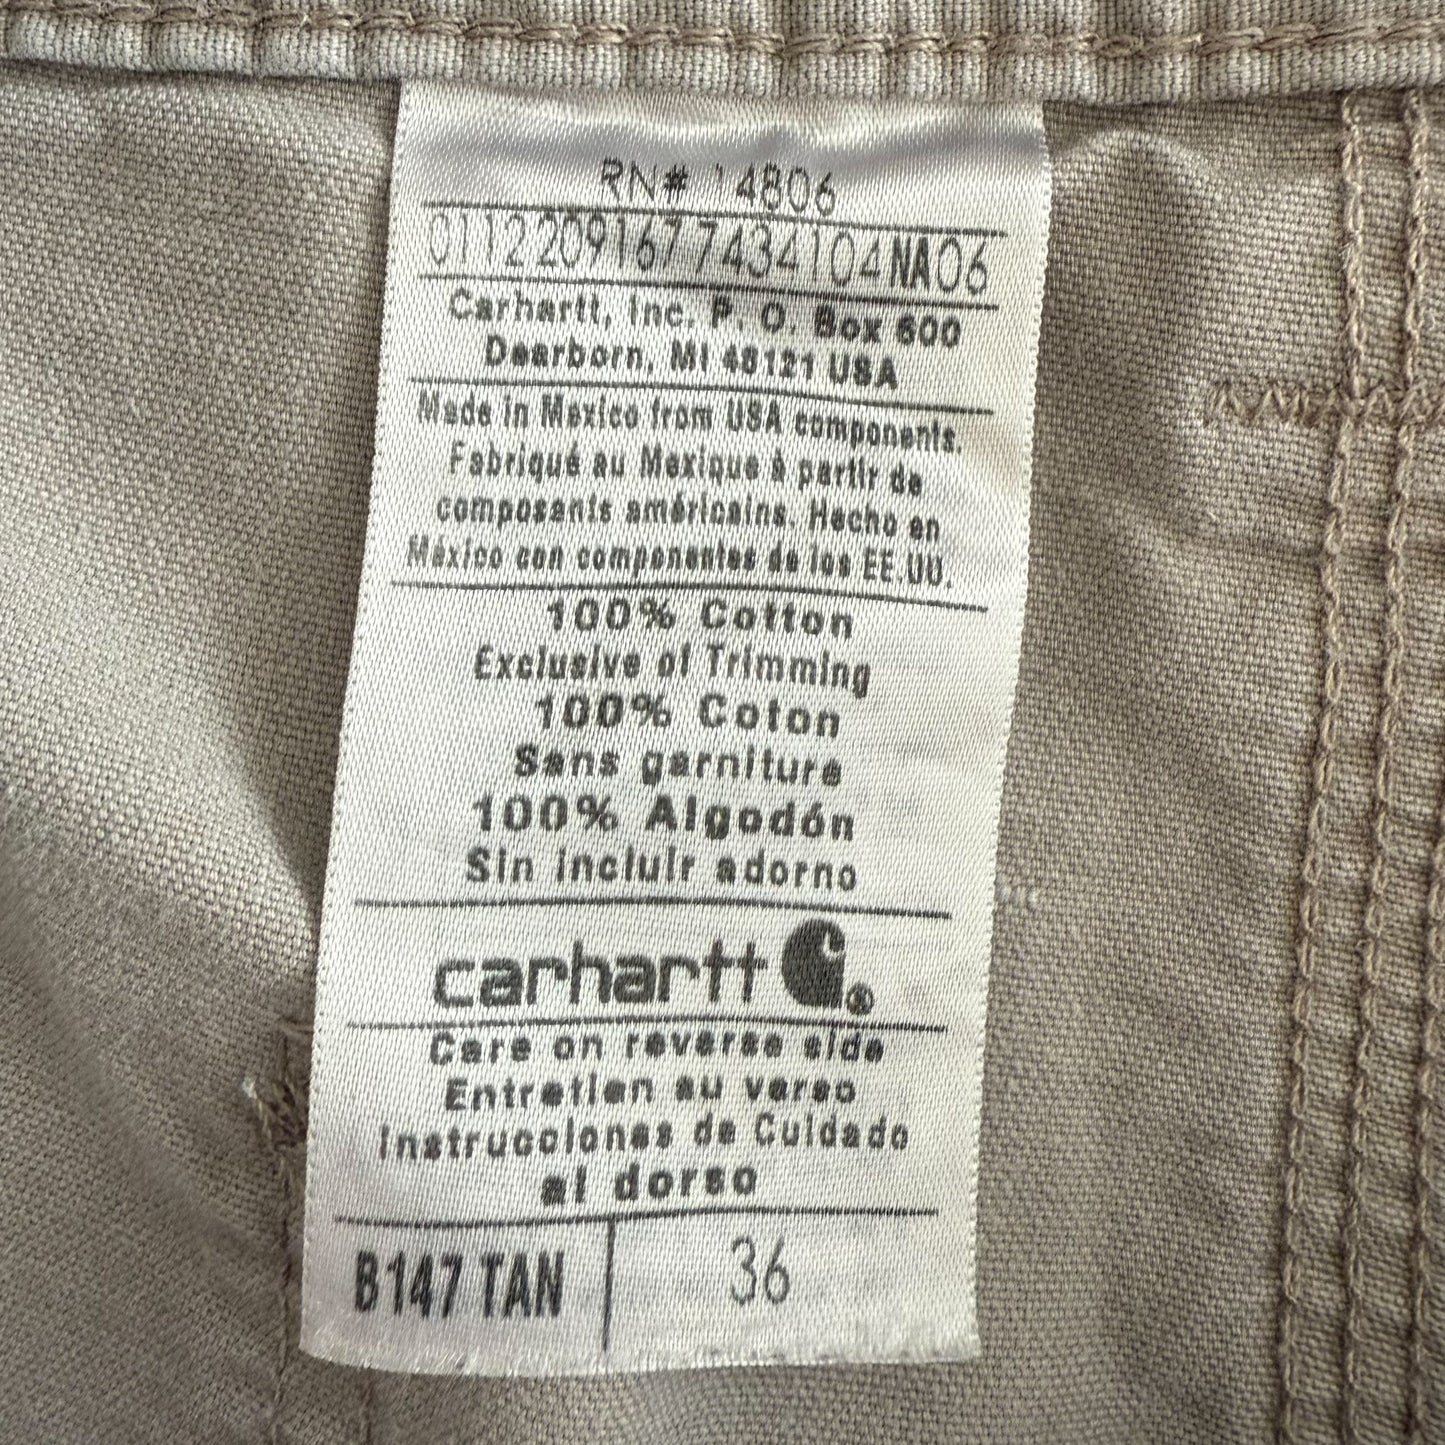 RN# 14806
01122091677434104NA06
Carhartt, Inc. P. O. Box 600
Dearborn, MI 48121 USA
Made in Mexico from USA components.
Fabriqué au Mexique à partir de
composants américains. Hecho en
México con componentes de los EE.UU.
100% Cotton
Exclusive of Trimming
100% Coton
Sans garniture
100% Algodón
Sin incluir adorno
carhartt ®
Care on reverse side
Entretien au verso
Instrucciones de Cuidado
al dorso
B147 TAN 36